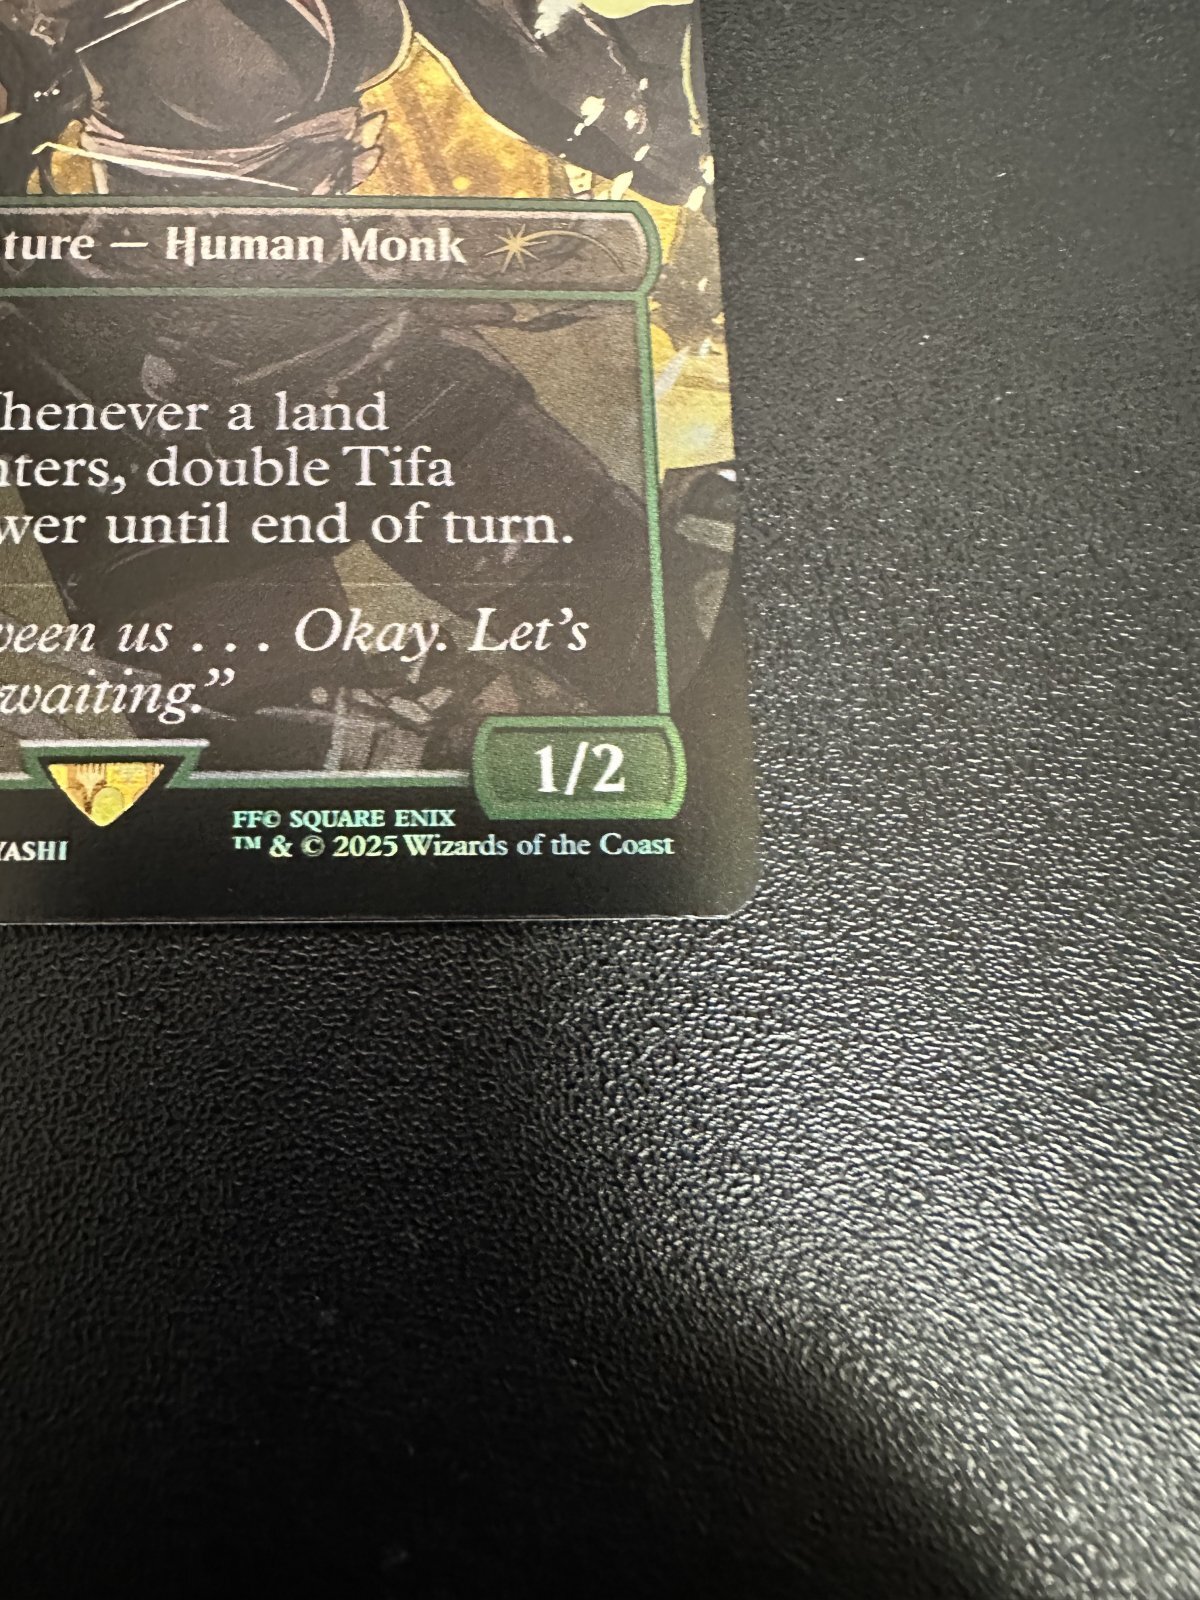 ture — Human Monk
henever a land
nters, double Tifa
wer until end of turn.
ween us . . . Okay. Let's
waiting.”
1/2
FF© SQUARE ENIX
YASHI
™ & © 2025 Wizards of the Coast